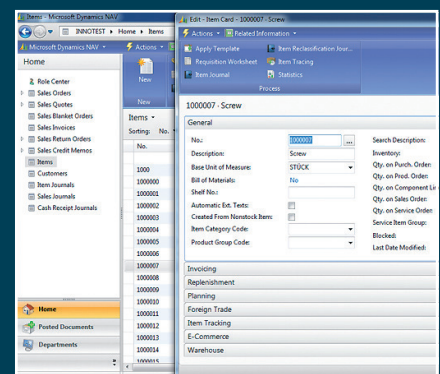 Items - Microsoft Dynamics NAV
INNOTEST
Home
Items
Microsoft Dynamics NAV
Actions
Home
Role Center
Sales Orders
Sales Quotes
Sales Blanket Orders
Sales Invoices
Sales Return Orders
Sales Credit Memos
Items
Customers
Item Journals
Sales Journals
Cash Receipt Journals
Home
Posted Documents
Departments
New
New
Items
Sorting: No.
No.
1000
1000000
1000001
1000002
1000003
1000004
1000005
1000006
1000007
1000008
1000009
1000010
1000011
1000012
1000013
1000014
1000015
Edit - Item Card - 1000007 · Screw
Actions
Related Information
Apply Template
Item Reclassification Jour...
Requisition Worksheet
Item Tracing
Item Journal
Statistics
Process
1000007 · Screw
General
No.: 1000007 ...
Description: Screw
Base Unit of Measure: STÜCK
Bill of Materials: No
Shelf No.:
Automatic Ext. Texts:
Created From Nonstock Item:
Item Category Code:
Product Group Code:
Search Description:
Inventory:
Qty. on Purch. Order:
Qty. on Prod. Order:
Qty. on Component Li
Qty. on Sales Order:
Qty. on Service Order:
Service Item Group:
Blocked:
Last Date Modified:
Invoicing
Replenishment
Planning
Foreign Trade
Item Tracking
E-Commerce
Warehouse